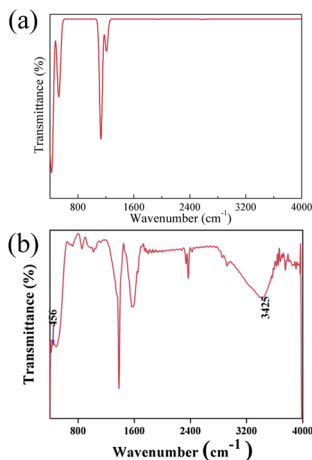 (a)
Transmittance (%)
800 1600 2400 3200 4000
Wavenumber (cm⁻¹)
(b)
Transmittance (%)
456
3425
800 1600 2400 3200 4000
Wavenumber (cm⁻¹)